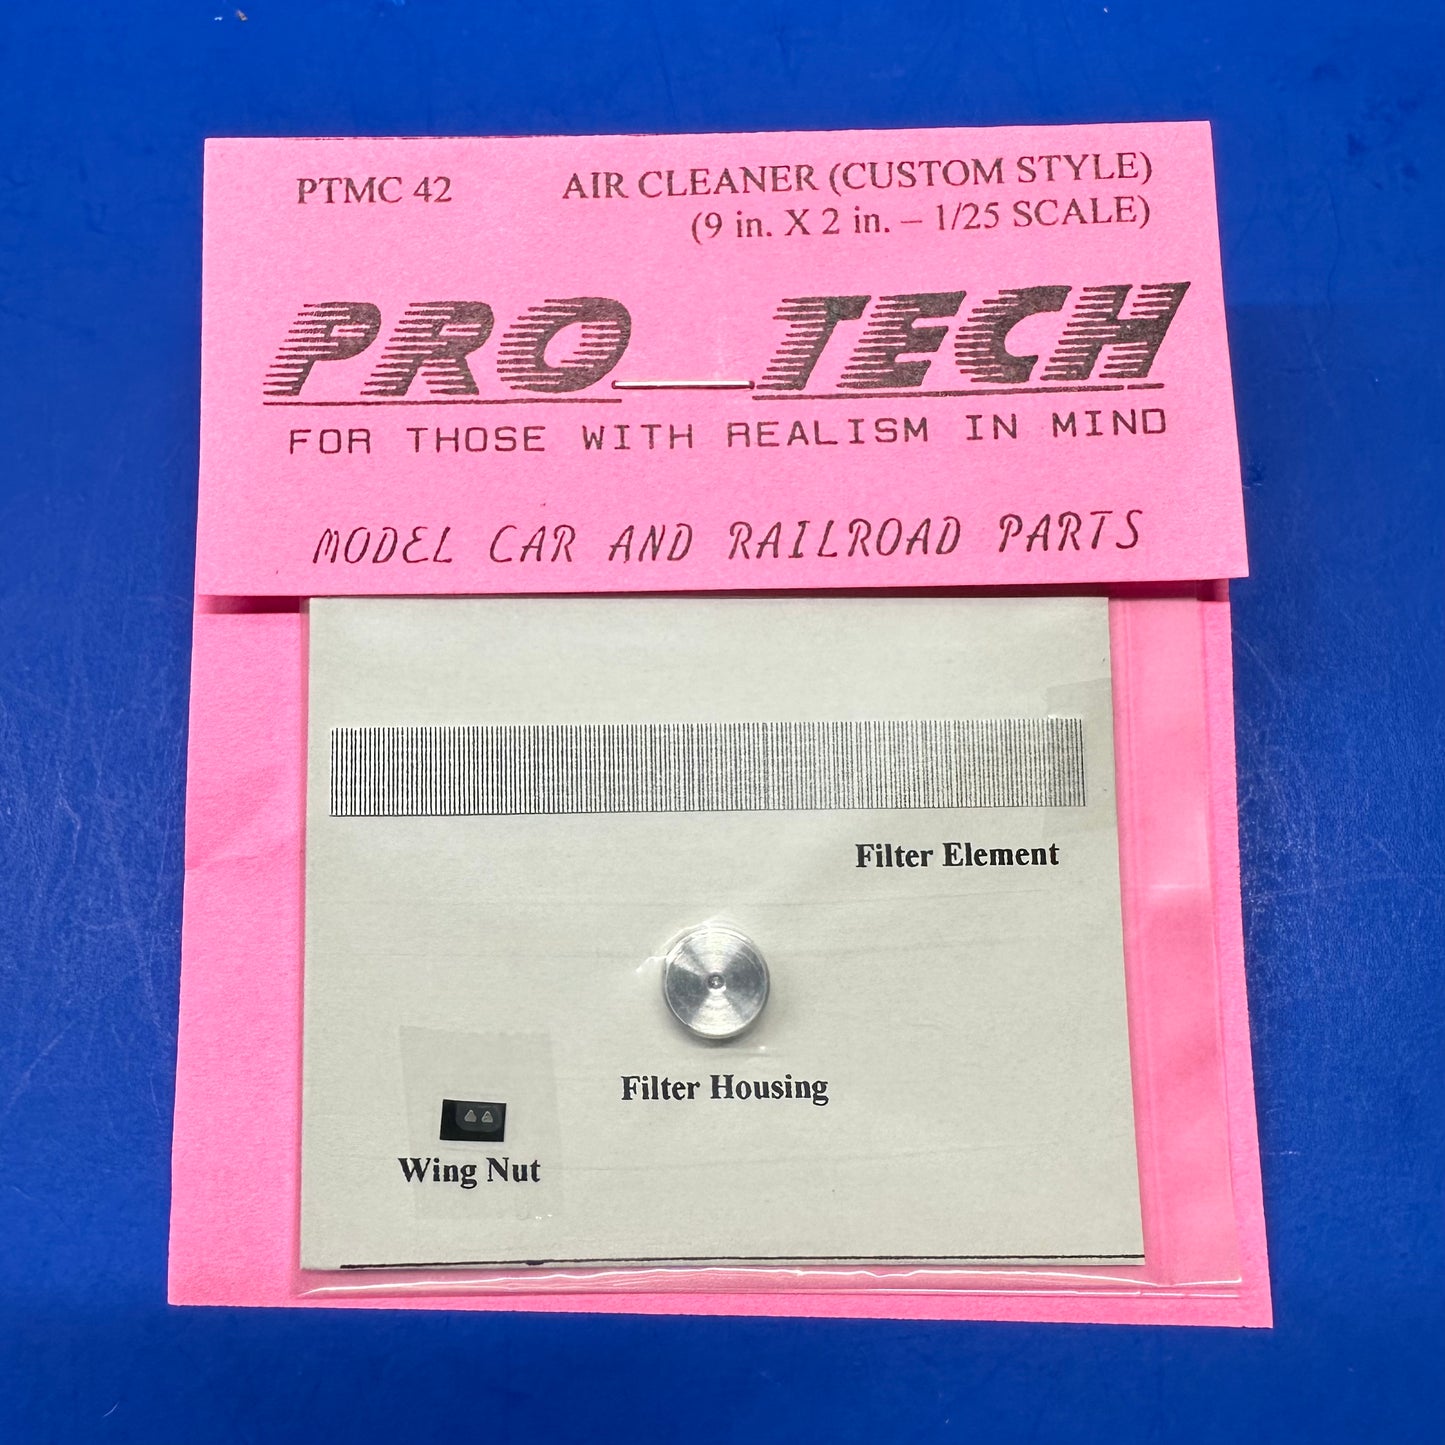 PTMC 42 AIR CLEANER (CUSTOM STYLE)
(9 in. X 2 in. – 1/25 SCALE)
PRO TECH
FOR THOSE WITH REALISM IN MIND
MODEL CAR AND RAILROAD PARTS
Filter Element
Filter Housing
Wing Nut